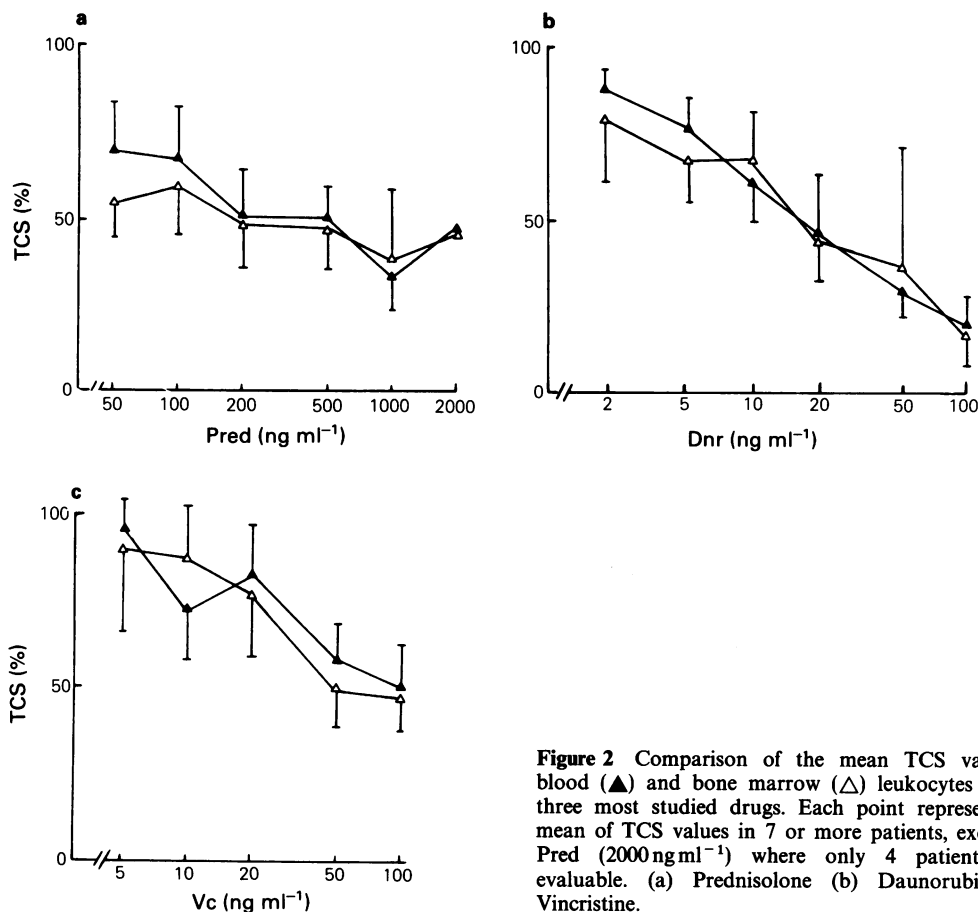 a
100
50
0
TCS (%)
50 100 200 500 1000 2000
Pred (ng ml⁻¹)
b
100
50
0
2 5 10 20 50 100
Dnr (ng ml⁻¹)
c
100
50
0
TCS (%)
5 10 20 50 100
Vc (ng ml⁻¹)
Figure 2 Comparison of the mean TCS va
blood (▲) and bone marrow (△) leukocytes
three most studied drugs. Each point represe
mean of TCS values in 7 or more patients,
Pred (2000 ng ml⁻¹) where only 4 patient
evaluable. (a) Prednisolone (b) Daunorubi
Vincristine.